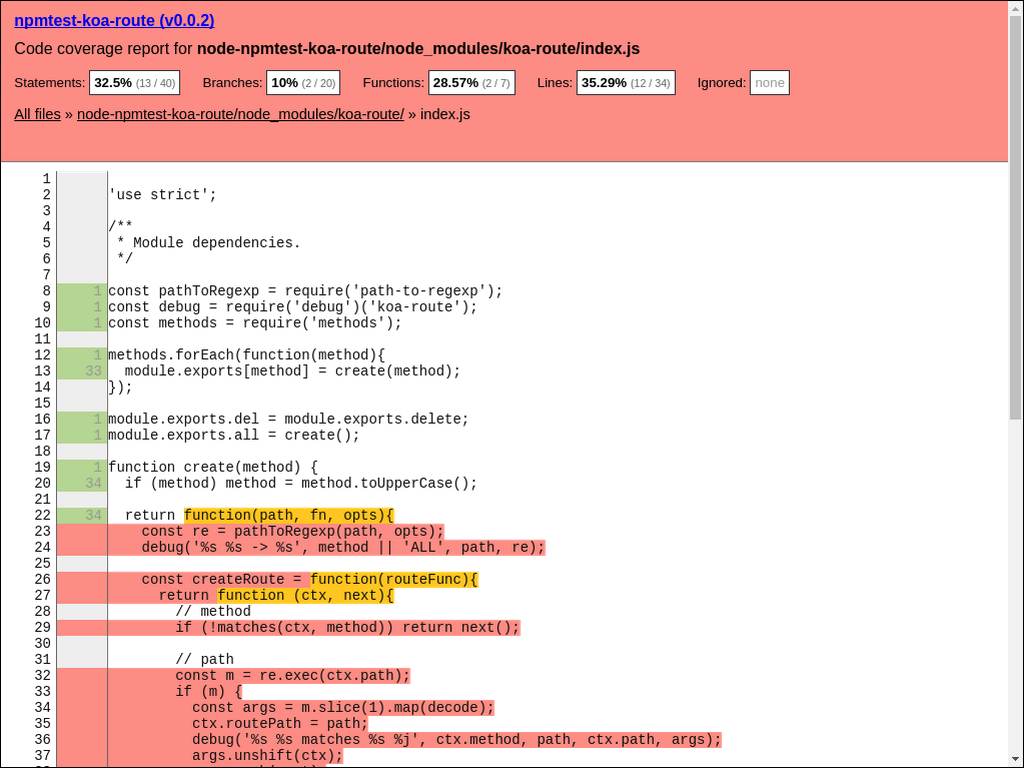 npmtest-koa-route (v0.0.2)
Code coverage report for node-npmtest-koa-route/node_modules/koa-route/index.js
Statements: 32.5% (13 / 40) Branches: 10% (2 / 20) Functions: 28.57% (2 / 7) Lines: 35.29% (12 / 34) Ignored: none
All files » node-npmtest-koa-route/node_modules/koa-route/ » index.js
1
2 'use strict';
3
4 /**
5 * Module dependencies.
6 */
7
8 1 const pathToRegexp = require('path-to-regexp');
9 1 const debug = require('debug')('koa-route');
10 1 const methods = require('methods');
11
12 1 methods.forEach(function(method){
13 33 module.exports[method] = create(method);
14 });
15
16 1 module.exports.del = module.exports.delete;
17 1 module.exports.all = create();
18
19 1 function create(method) {
20 34 if (method) method = method.toUpperCase();
21
22 34 return function(path, fn, opts){
23 const re = pathToRegexp(path, opts);
24 debug('%s %s -> %s', method || 'ALL', path, re);
25
26 const createRoute = function(routeFunc){
27 return function (ctx, next){
28 // method
29 if (!matches(ctx, method)) return next();
30
31 // path
32 const m = re.exec(ctx.path);
33 if (m) {
34 const args = m.slice(1).map(decode);
35 ctx.routePath = path;
36 debug('%s %s matches %s %j', ctx.method, path, ctx.path, args);
37 args.unshift(ctx);